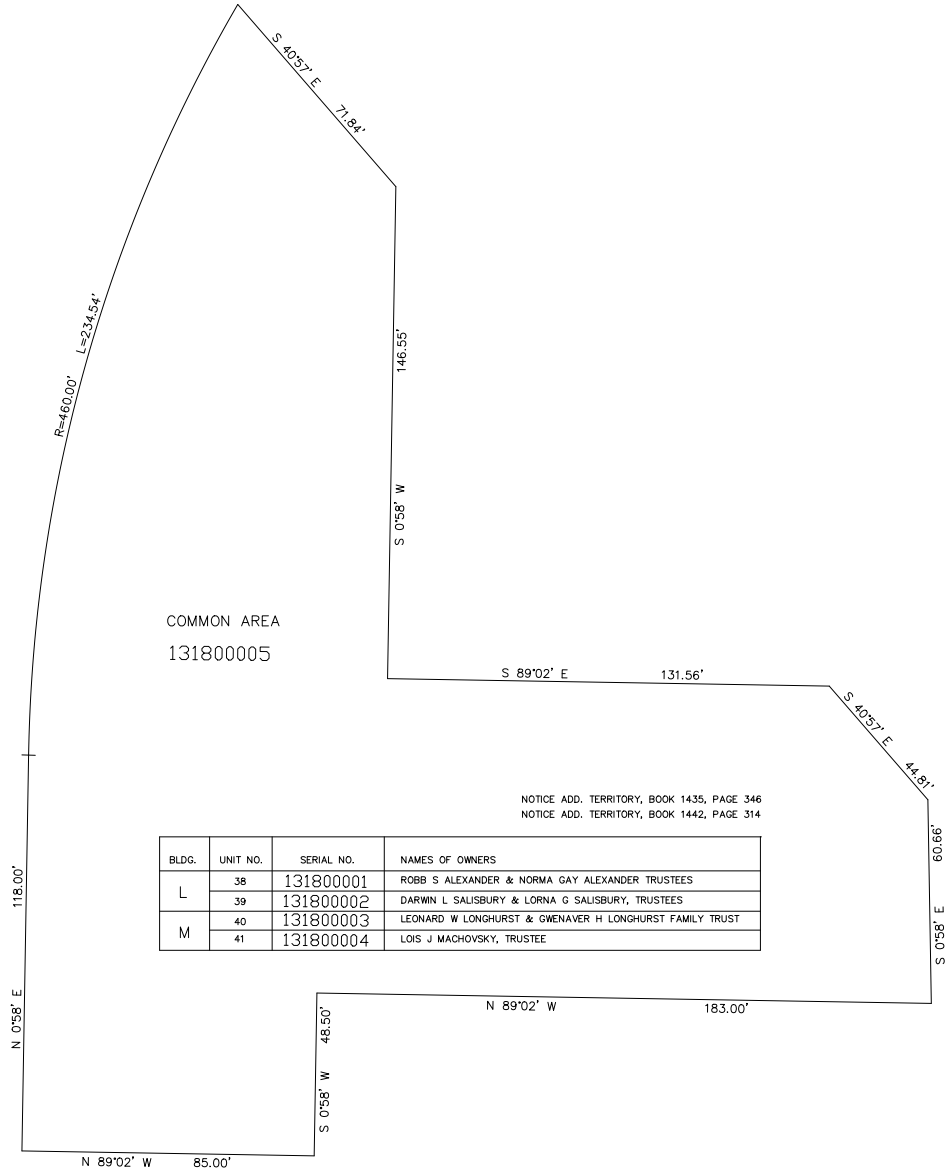 S 40°57' E 71.84'
R=460.00' L=234.54'
146.55'
S 0°58' W
COMMON AREA
131800005
S 89°02' E 131.56'
S 40°57' E 44.81'
NOTICE ADD. TERRITORY, BOOK 1435, PAGE 346
NOTICE ADD. TERRITORY, BOOK 1442, PAGE 314
BLDG. UNIT NO. SERIAL NO. NAMES OF OWNERS
L 38 131800001 ROBB S ALEXANDER & NORMA GAY ALEXANDER TRUSTEES
39 131800002 DARWIN L SALISBURY & LORNA G SALISBURY, TRUSTEES
M 40 131800003 LEONARD W LONGHURST & GWENAVER H LONGHURST FAMILY TRUST
41 131800004 LOIS J MACHOVSKY, TRUSTEE
60.66'
S 0°58' E
118.00'
N 0°58' E
N 89°02' W 183.00'
48.50'
S 0°58' W
N 89°02' W 85.00'